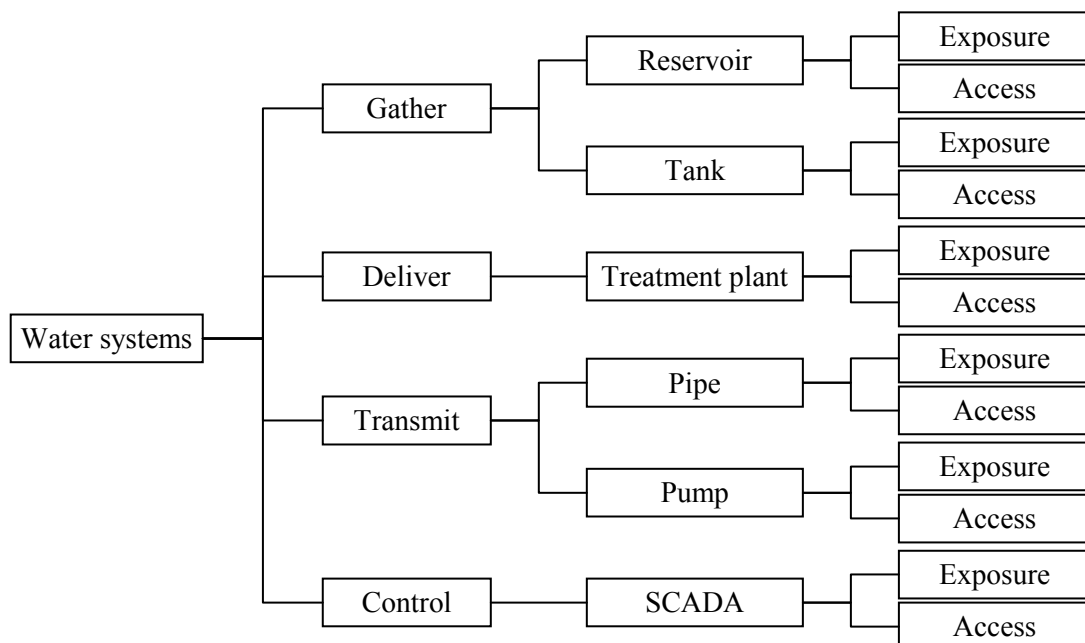 Water systems
Gather
Reservoir
Exposure
Access
Tank
Exposure
Access
Deliver
Treatment plant
Exposure
Access
Transmit
Pipe
Exposure
Access
Pump
Exposure
Access
Control
SCADA
Exposure
Access